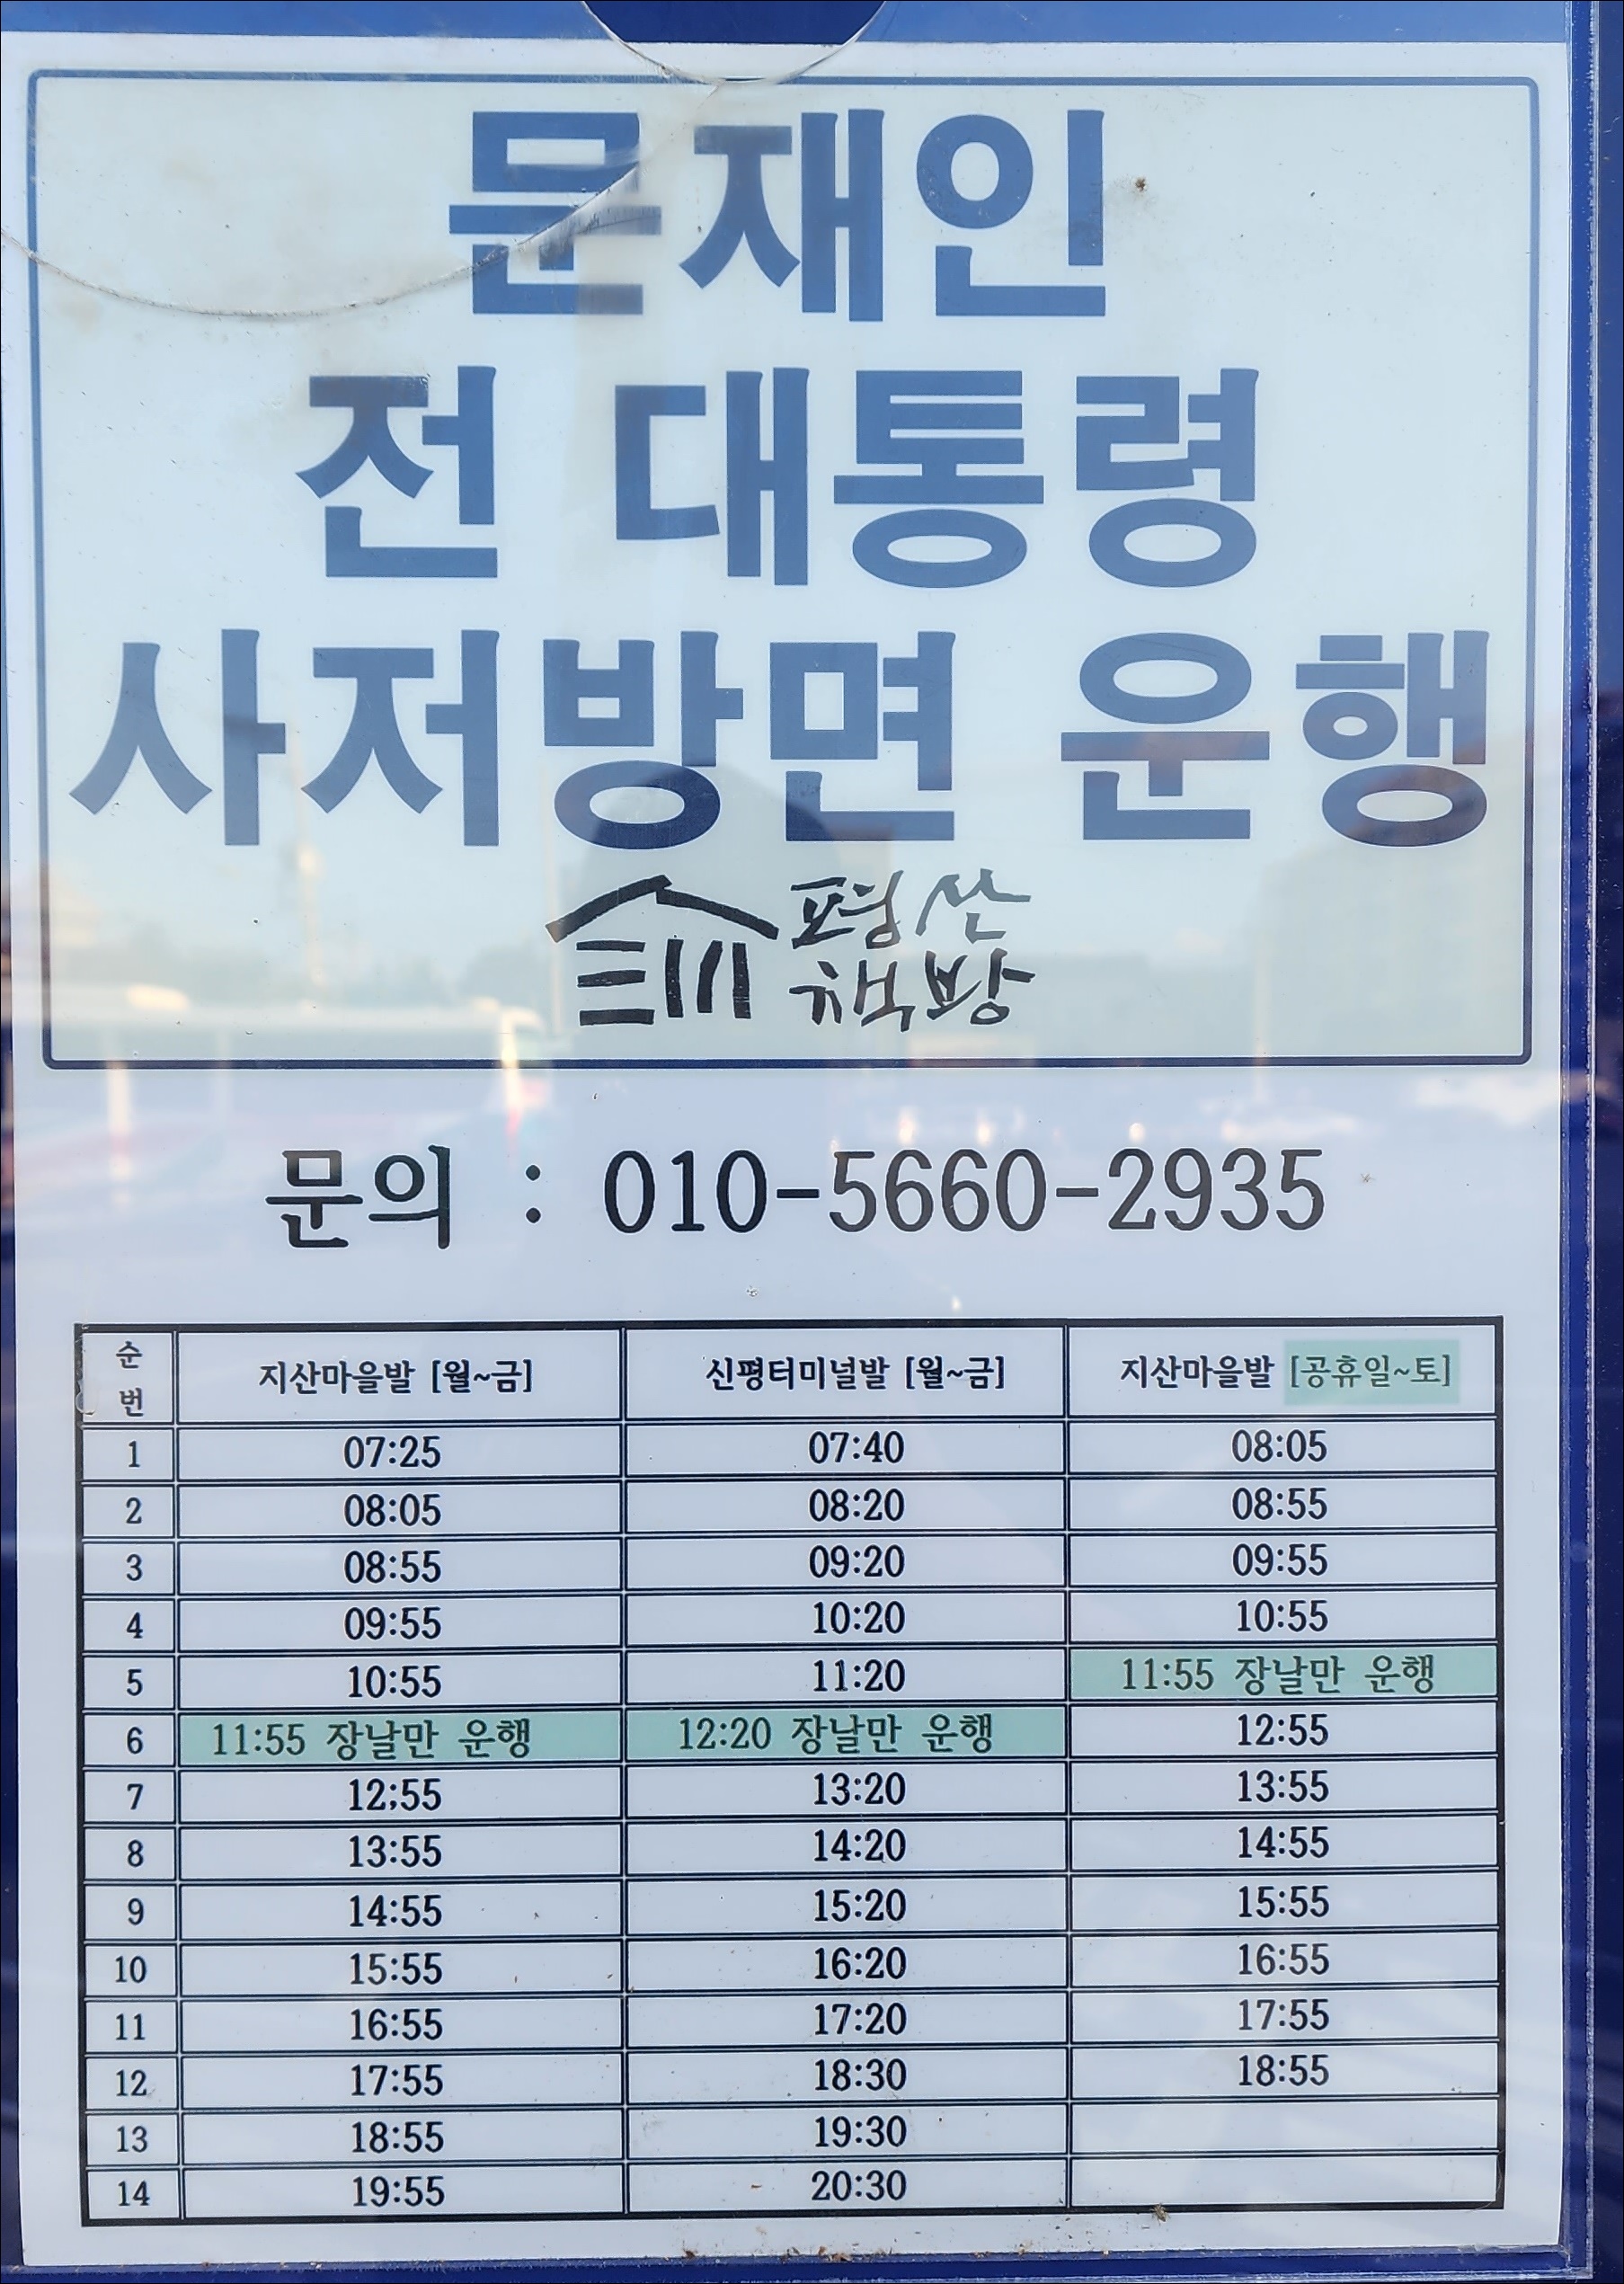 문재인
전 대통령
사저방면 운행
평산
책방
문의 : 010-5660-2935
순번 지산마을발 [월~금] 신평터미널발 [월~금] 지산마을발 [공휴일~토]
1 07:25 07:40 08:05
2 08:05 08:20 08:55
3 08:55 09:20 09:55
4 09:55 10:20 10:55
5 10:55 11:20 11:55 장날만 운행
6 11:55 장날만 운행 12:20 장날만 운행 12:55
7 12;55 13:20 13:55
8 13:55 14:20 14:55
9 14:55 15:20 15:55
10 15:55 16:20 16:55
11 16:55 17:20 17:55
12 17:55 18:30 18:55
13 18:55 19:30
14 19:55 20:30